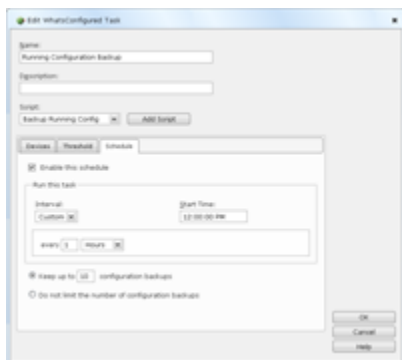 Edit WhatsConfigured Task
Name:
Running Configuration Backup
Description:
Script:
Backup Running Config Add Script
Devices Threshold Schedule
Enable this schedule
Run this task
Interval: Start Time:
Custom 12:00:00 PM
every 1 Hours
Keep up to 10 configuration backups
Do not limit the number of configuration backups
OK
Cancel
Help